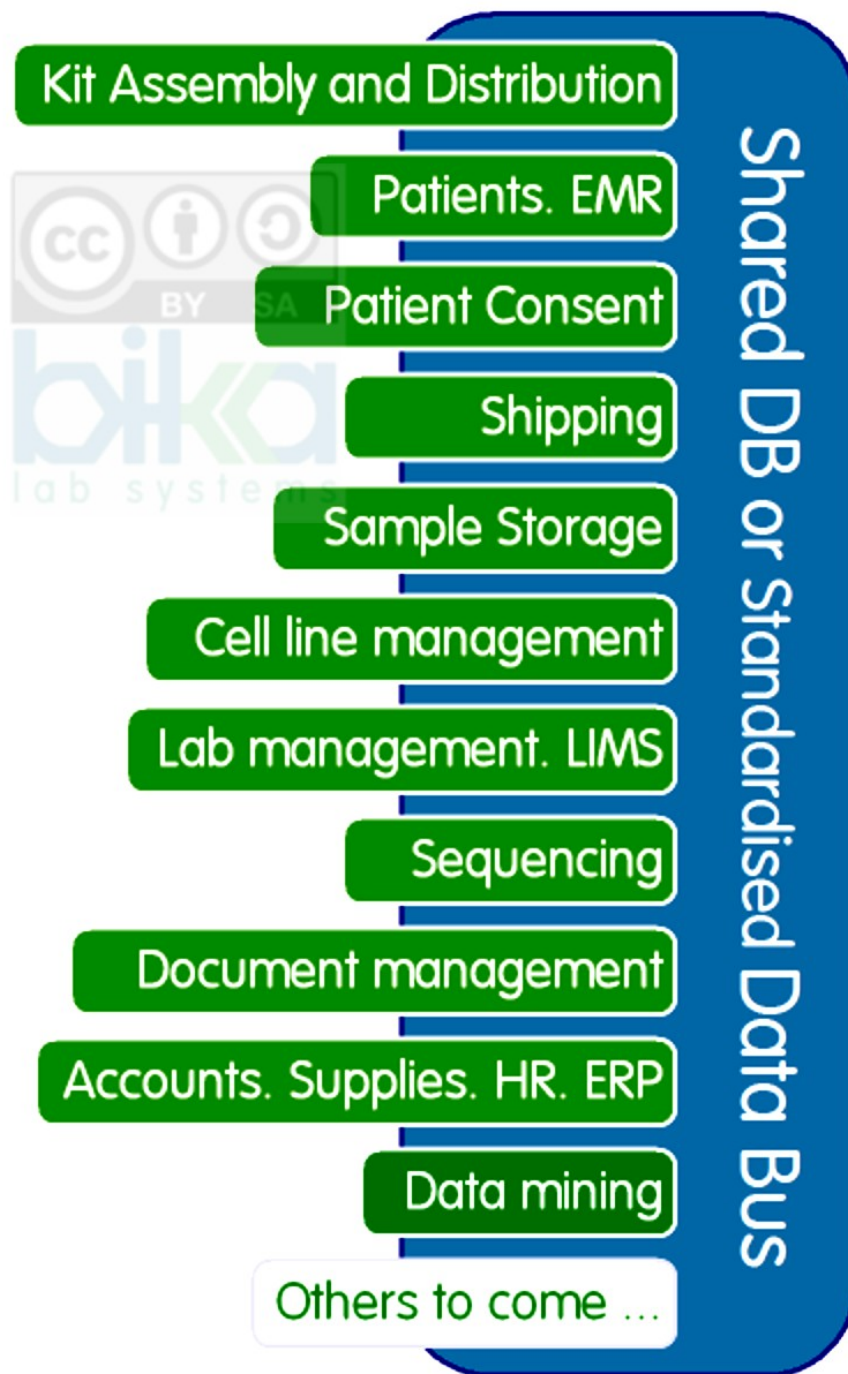 Kit Assembly and Distribution
Patients. EMR
Patient Consent
Shipping
Sample Storage
Cell line management
Lab management. LIMS
Sequencing
Document management
Accounts. Supplies. HR. ERP
Data mining
Others to come ...
Shared DB or Standardised Data Bus
cc
BY SA
bika
lab systems